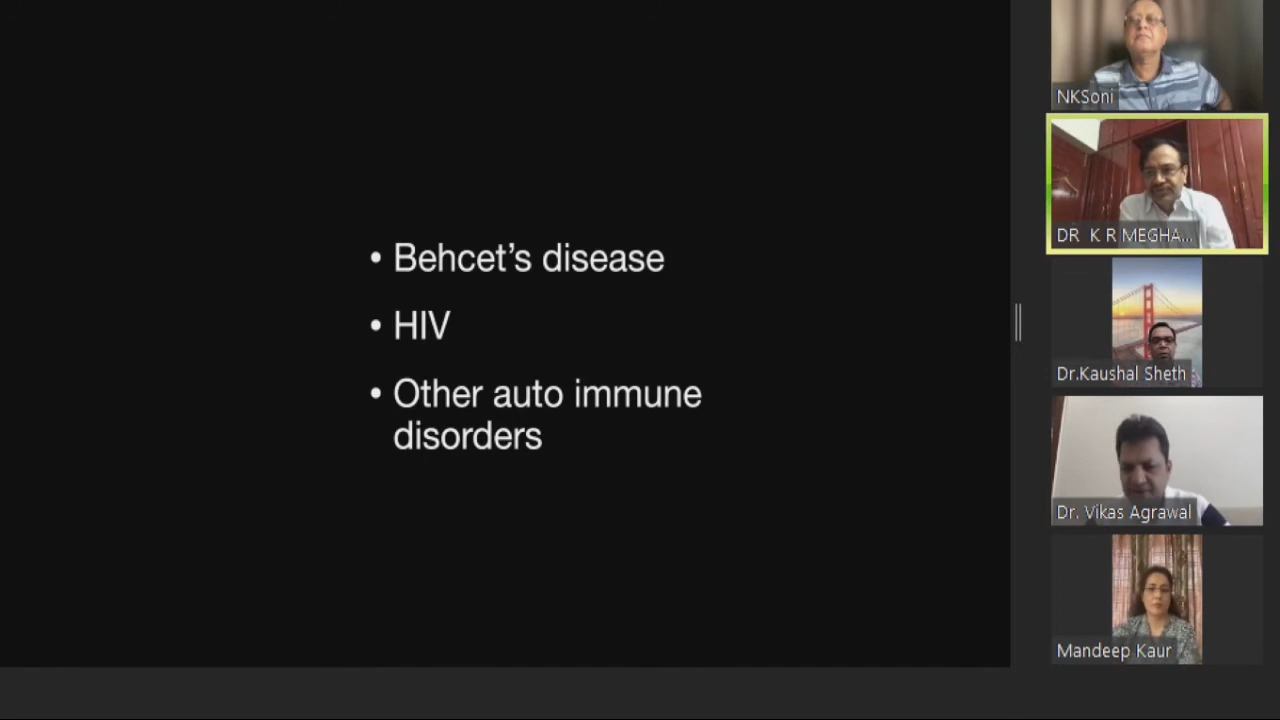 • Behcet's disease
• HIV
• Other auto immune
disorders
NKSoni
DR K R MEGHA...
Dr.Kaushal Sheth
Dr. Vikas Agrawal
Mandeep Kaur